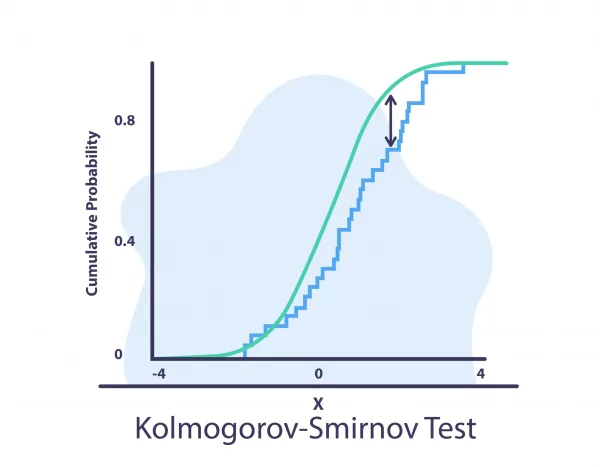 0.8
Cumulative Probability
0.4
0
-4 0 4
X
Kolmogorov-Smirnov Test